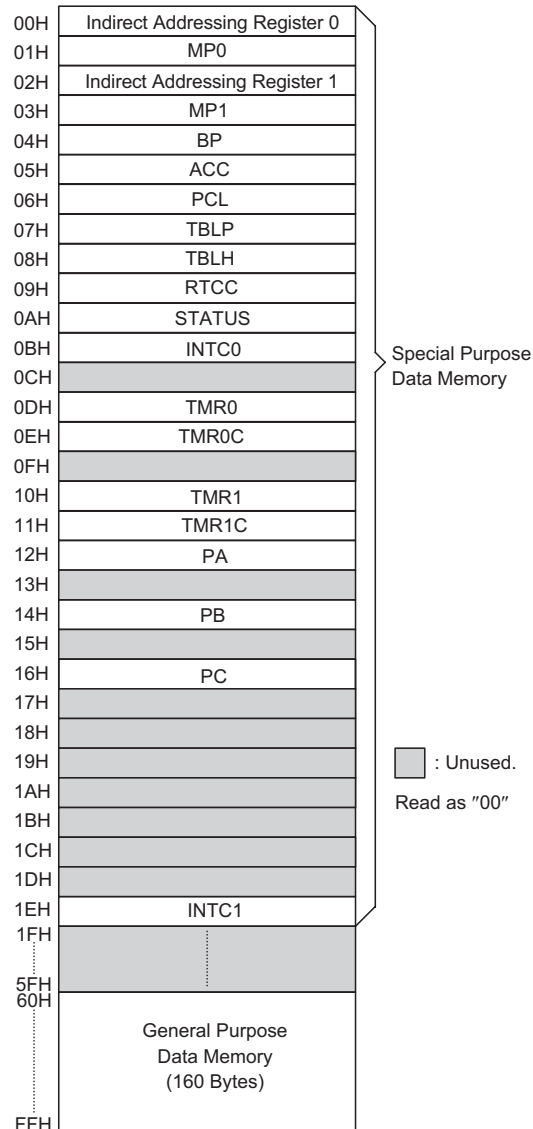 00H Indirect Addressing Register 0
01H MP0
02H Indirect Addressing Register 1
03H MP1
04H BP
05H ACC
06H PCL
07H TBLP
08H TBLH
09H RTCC
0AH STATUS
0BH INTC0
0CH
0DH TMR0
0EH TMR0C
0FH
10H TMR1
11H TMR1C
12H PA
13H
14H PB
15H
16H PC
17H
18H
19H
1AH
1BH
1CH
1DH
1EH INTC1
1FH
5FH
60H
General Purpose
Data Memory
(160 Bytes)
FFH
Special Purpose
Data Memory
: Unused.
Read as ″00″